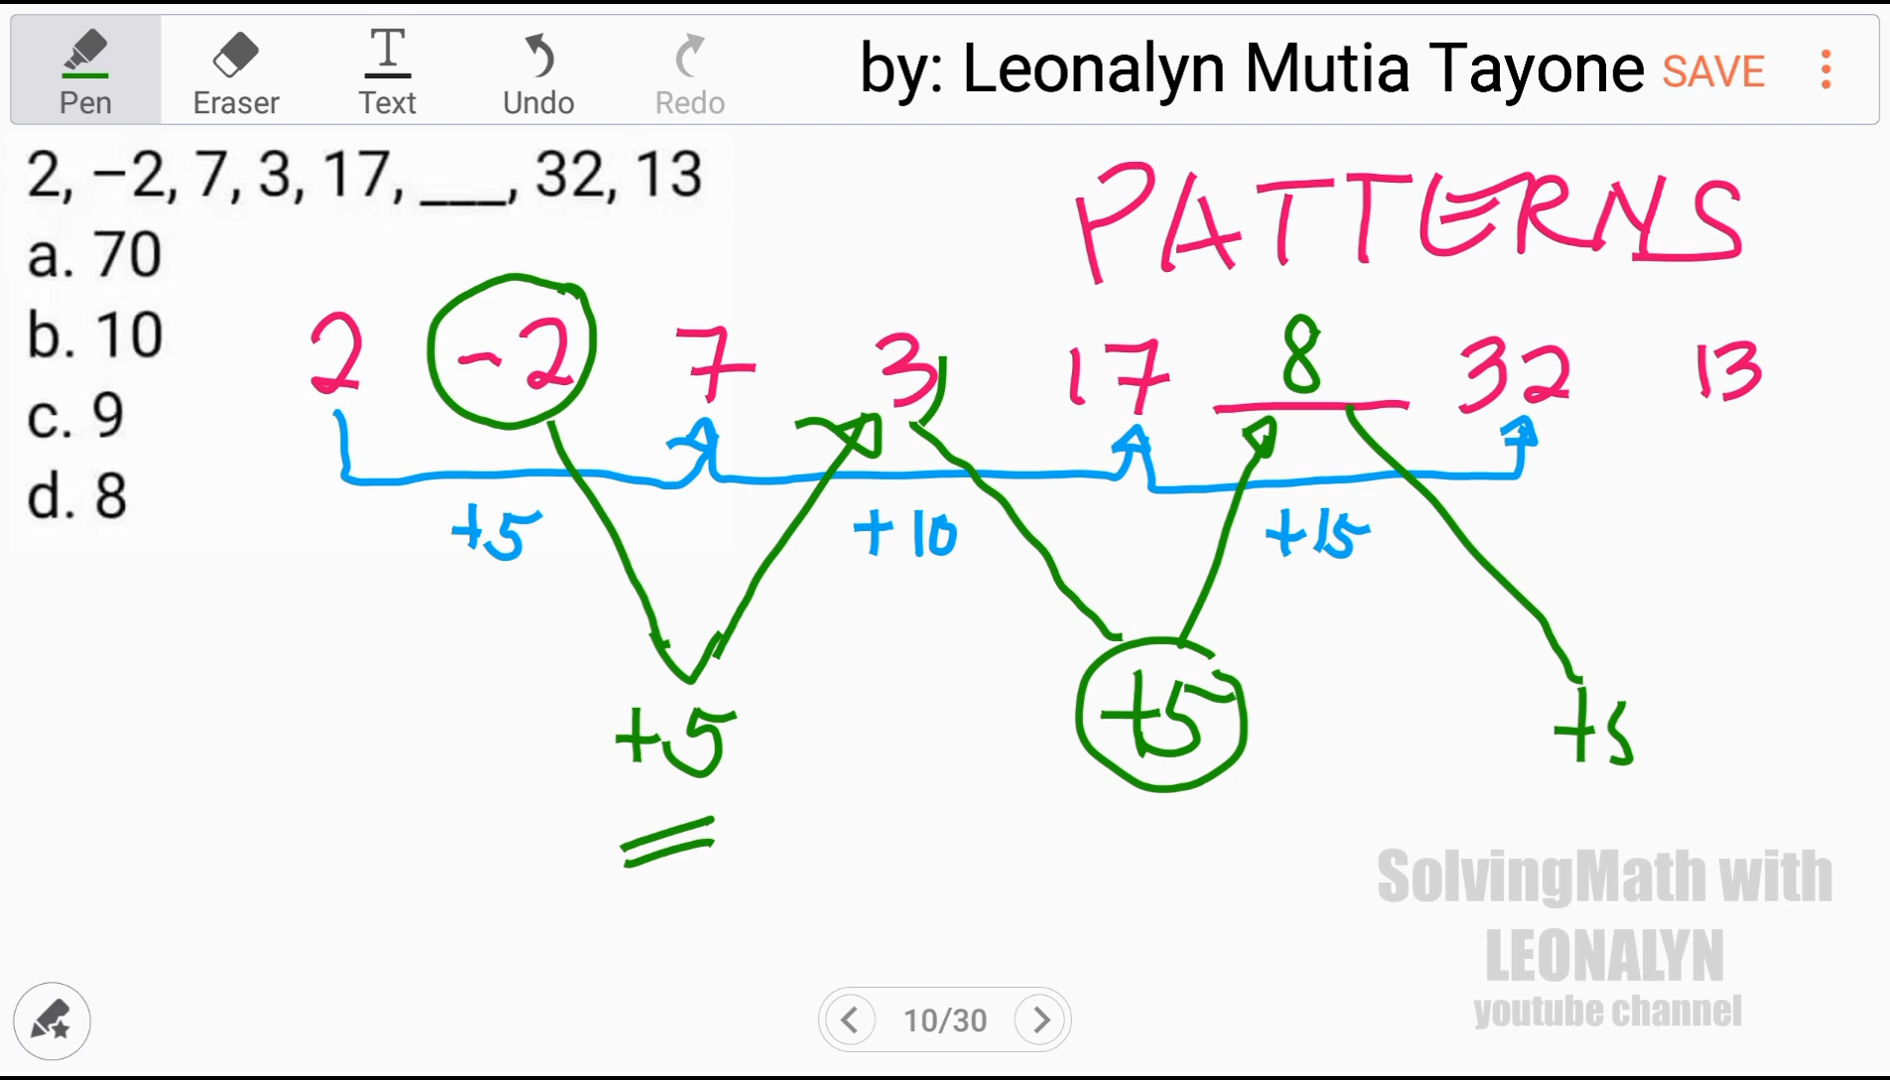 Pen Eraser Text Undo Redo by: Leonalyn Mutia Tayone SAVE
2, −2, 7, 3, 17, ___, 32, 13
a. 70
b. 10
c. 9
d. 8
PATTERNS
2 -2 7 3 17 8 32 13
+5 +10 +15
+5 +5 +5
SolvingMath with
LEONALYN
youtube channel
10/30